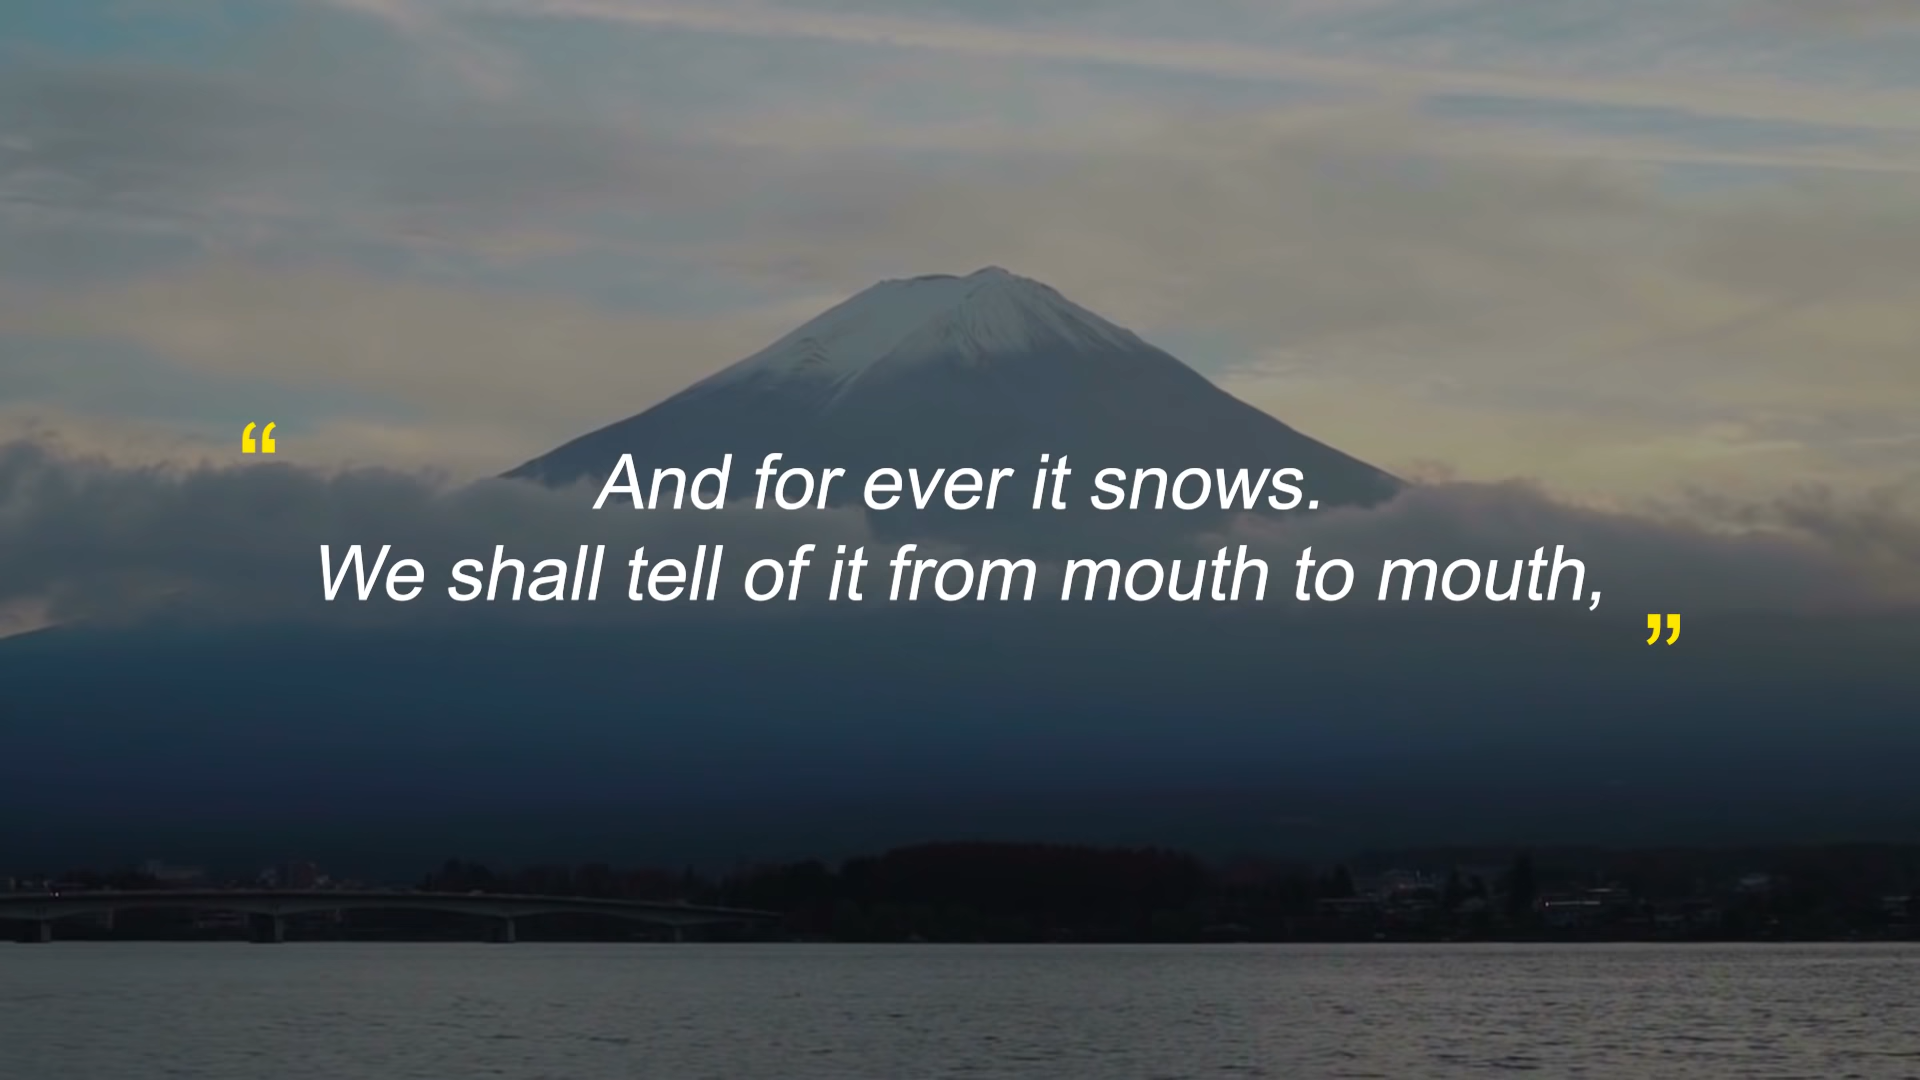 “And for ever it snows.
We shall tell of it from mouth to mouth,”